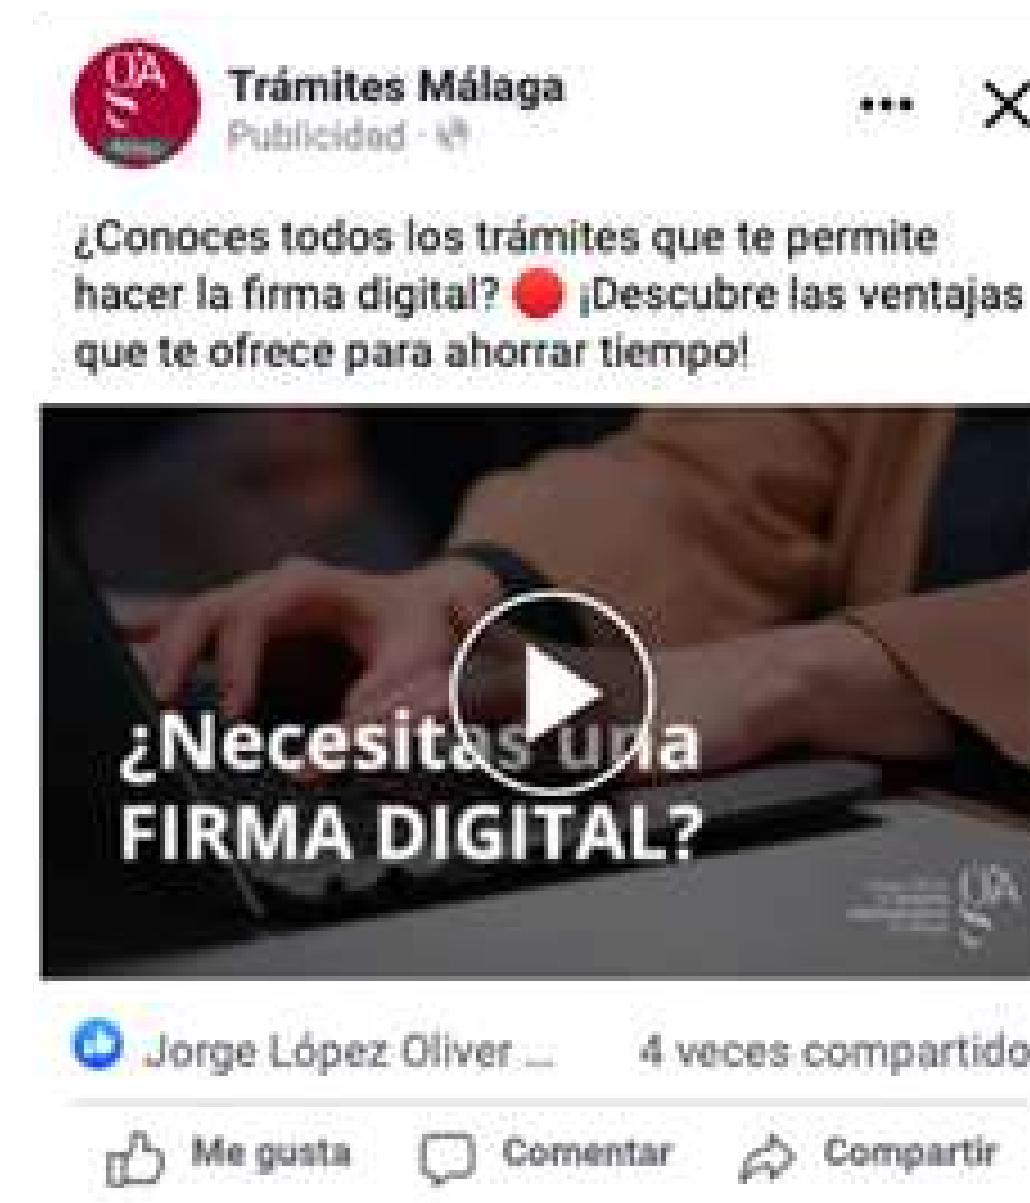 Trámites Málaga
Publicidad ·
¿Conoces todos los trámites que te permite
hacer la firma digital? 🔴 ¡Descubre las ventajas
que te ofrece para ahorrar tiempo!
¿Necesitas una
FIRMA DIGITAL?
Jorge López Oliver ...
4 veces compartido
Me gusta
Comentar
Compartir